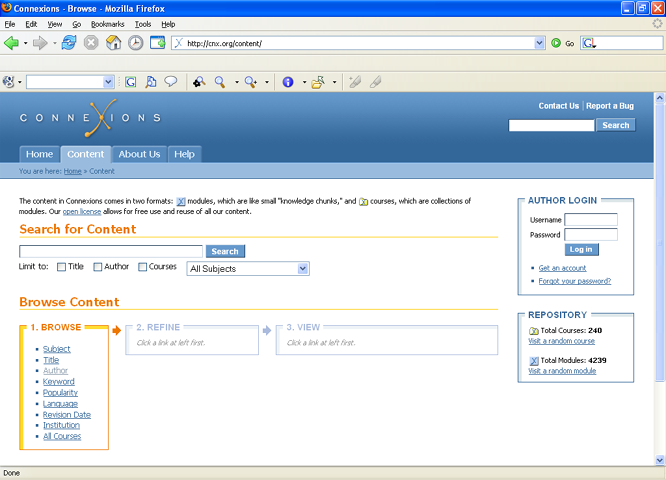 Connexions - Browse - Mozilla Firefox
File Edit View Go Bookmarks Tools Help
http://cnx.org/content/
Go
CONNEXIONS
Contact Us | Report a Bug
Search
Home Content About Us Help
You are here: Home » Content
The content in Connexions comes in two formats: modules, which are like small "knowledge chunks," and courses, which are collections of
modules. Our open license allows for free use and reuse of all our content.
Search for Content
Search
Limit to: Title Author Courses All Subjects
Browse Content
1. BROWSE
Subject
Title
Author
Keyword
Popularity
Language
Revision Date
Institution
All Courses
2. REFINE
Click a link at left first.
3. VIEW
Click a link at left first.
AUTHOR LOGIN
Username
Password
Log in
Get an account
Forgot your password?
REPOSITORY
Total Courses: 240
Visit a random course
Total Modules: 4239
Visit a random module
Done